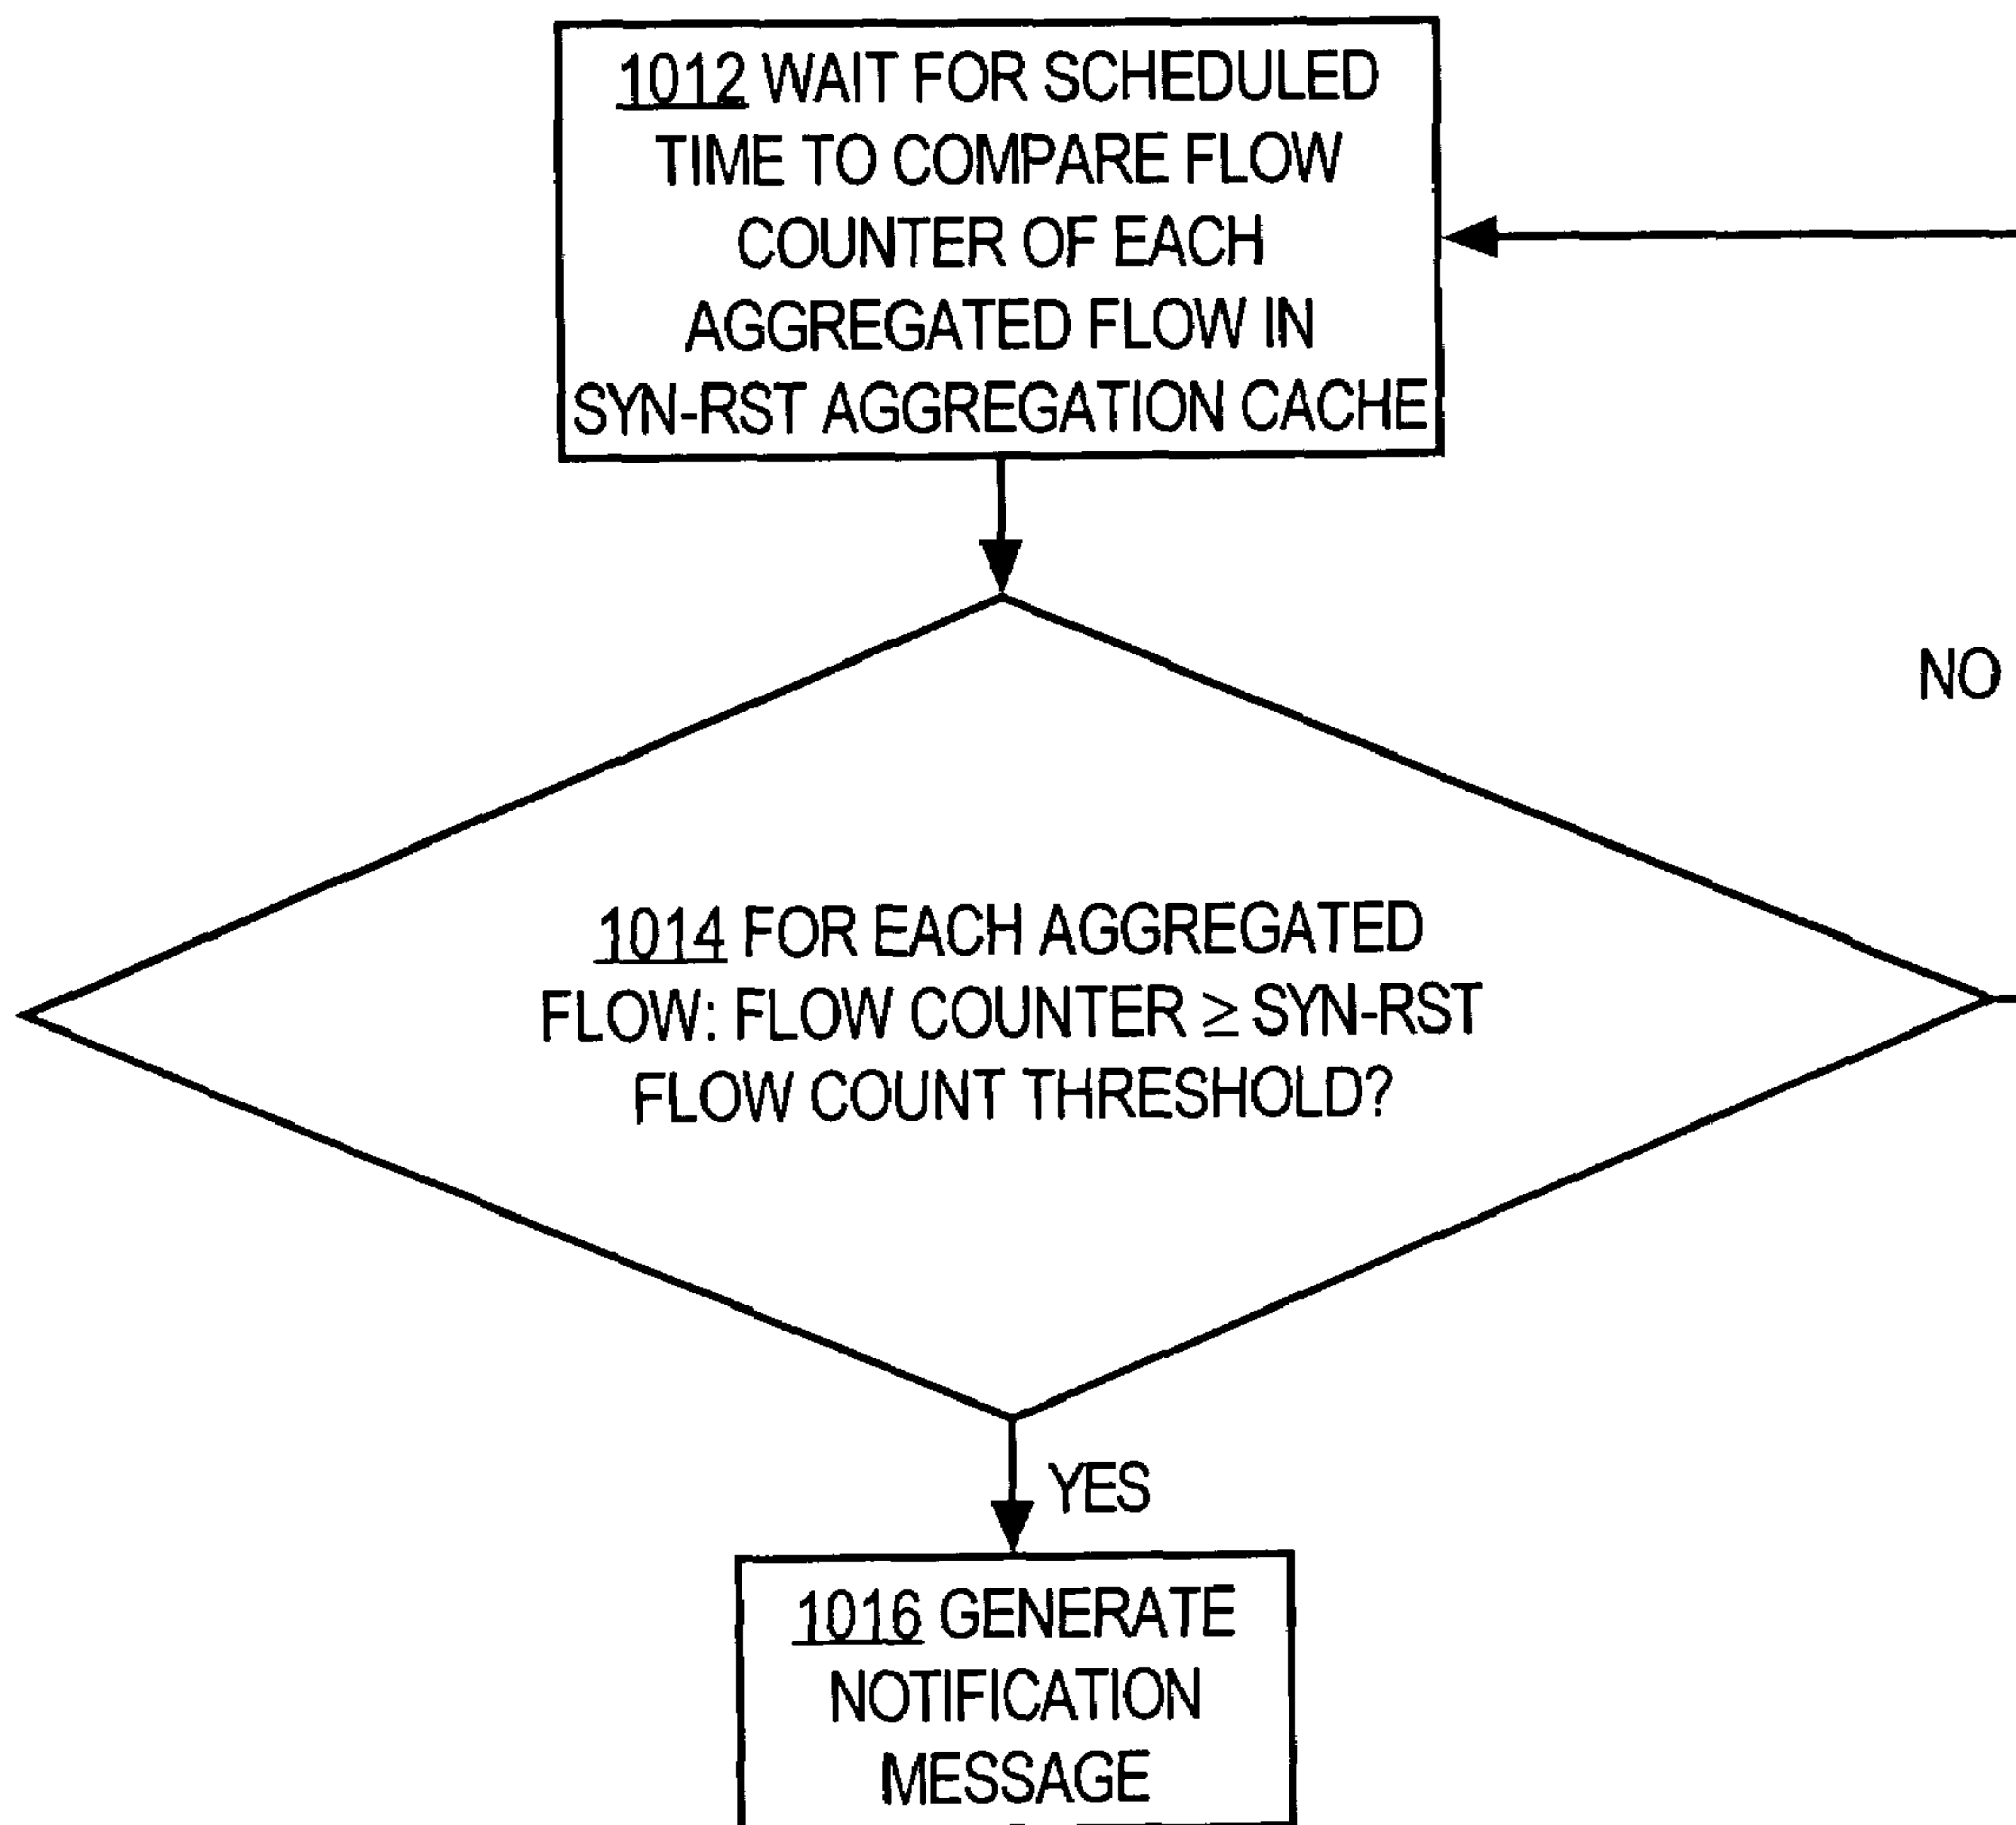 1012 WAIT FOR SCHEDULED
TIME TO COMPARE FLOW
COUNTER OF EACH
AGGREGATED FLOW IN
SYN-RST AGGREGATION CACHE
NO
1014 FOR EACH AGGREGATED
FLOW: FLOW COUNTER ≥ SYN-RST
FLOW COUNT THRESHOLD?
YES
1016 GENERATE
NOTIFICATION
MESSAGE